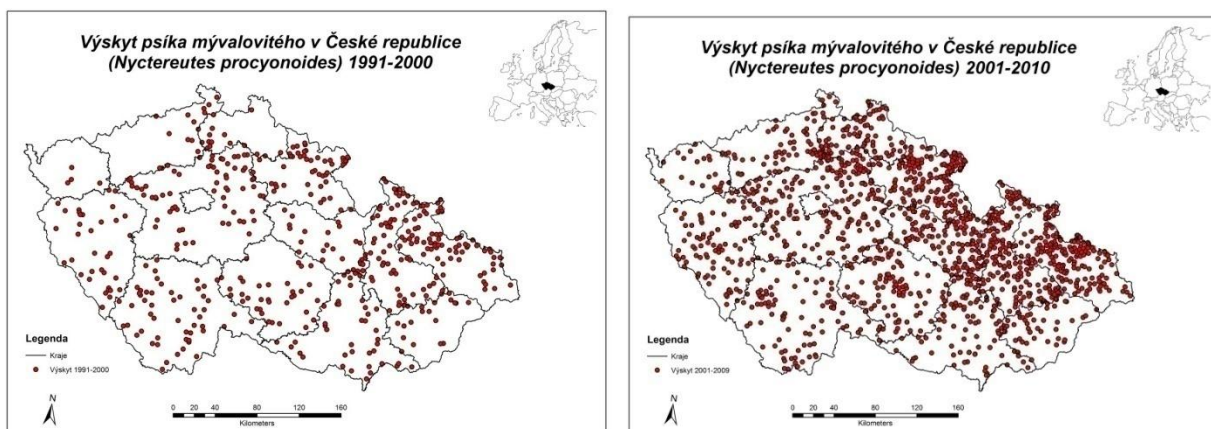 Výskyt psíka mývalovitého v České republice
(Nyctereutes procyonoides) 1991-2000
Legenda
Kraje
Výskyt 1991-2000
N
0 20 40 80 120 160
Kilometers
Výskyt psíka mývalovitého v České republice
(Nyctereutes procyonoides) 2001-2010
Legenda
Kraje
Výskyt 2001-2009
N
0 10 20 40 80 120 160
Kilometers